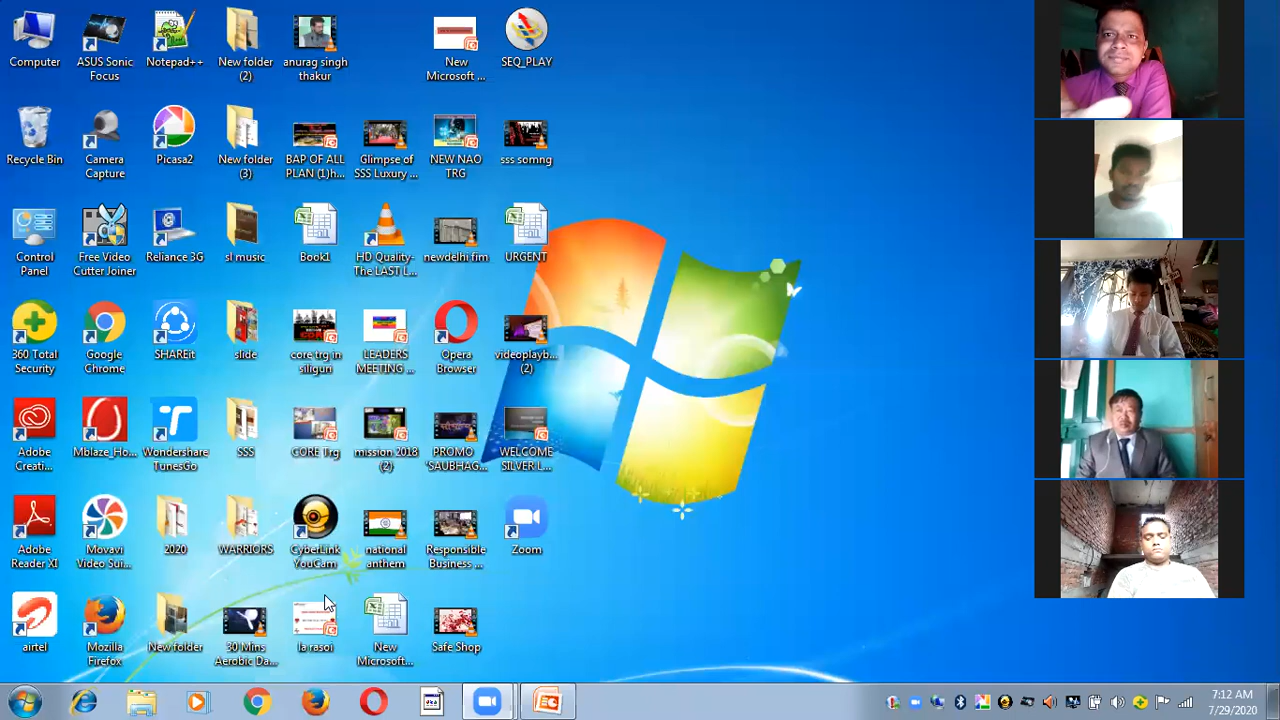 Computer
ASUS Sonic
Focus
Notepad++
New folder
(2)
anurag singh
thakur
New
Microsoft ...
SEQ_PLAY
Recycle Bin
Camera
Capture
Picasa2
New folder
(3)
BAP OF ALL
PLAN (1)h...
Glimpse of
SSS Luxury ...
NEW NAO
TRG
sss somng
Control
Panel
Free Video
Cutter Joiner
Reliance 3G
sl music
Book1
HD Quality-
The LAST L...
newdelhi fim
URGENT
360 Total
Security
Google
Chrome
SHAREit
slide
core trg in
siliguri
LEADERS
MEETING ...
Opera
Browser
videoplayb...
(2)
Adobe
Creati...
Mblaze_Ho...
Wondershare
TunesGo
SSS
CORE Trg
mission 2018
(2)
PROMO
'SAUBHAG...
WELCOME
SILVER L...
Adobe
Reader XI
Movavi
Video Sui...
2020
WARRIORS
CyberLink
YouCam
national
anthem
Responsible
Business ...
Zoom
airtel
Mozilla
Firefox
New folder
30 Mins
Aerobic Da...
la rasoi
New
Microsoft...
Safe Shop
7:12 AM
7/29/2020